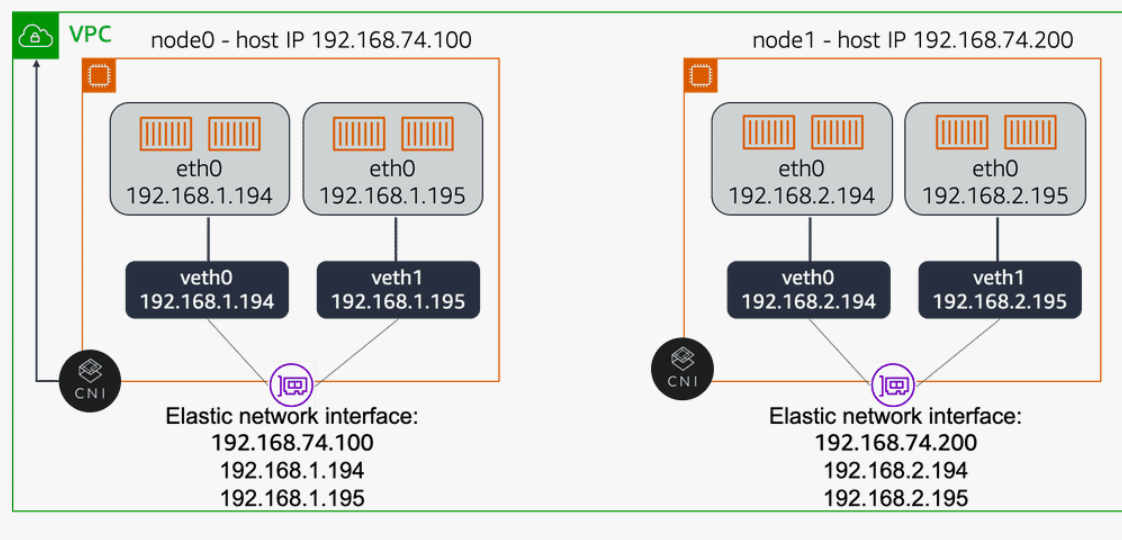 VPC
node0 - host IP 192.168.74.100
node1 - host IP 192.168.74.200
eth0
192.168.1.194
eth0
192.168.1.195
eth0
192.168.2.194
eth0
192.168.2.195
veth0
192.168.1.194
veth1
192.168.1.195
veth0
192.168.2.194
veth1
192.168.2.195
CNI
CNI
Elastic network interface:
192.168.74.100
192.168.1.194
192.168.1.195
Elastic network interface:
192.168.74.200
192.168.2.194
192.168.2.195